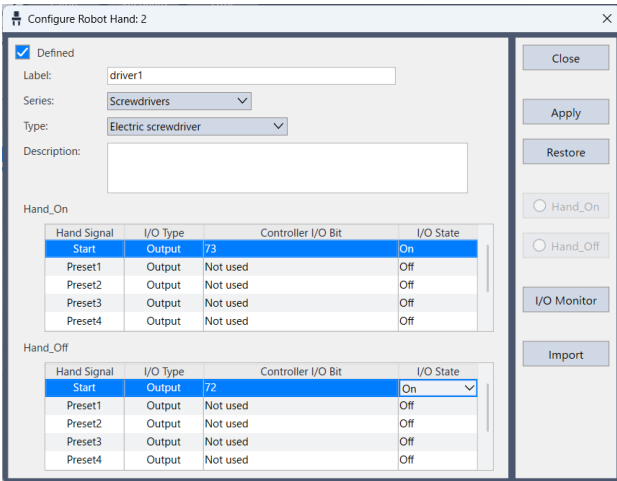 Configure Robot Hand: 2
Defined
Close
Label: driver1
Series: Screwdrivers
Apply
Type: Electric screwdriver
Description:
Restore
Hand_On
Hand_On
Hand Signal I/O Type Controller I/O Bit I/O State
Start Output 73 On
Preset1 Output Not used Off
Preset2 Output Not used Off
Preset3 Output Not used Off
Preset4 Output Not used Off
Hand_Off
I/O Monitor
Hand_Off
Import
Hand Signal I/O Type Controller I/O Bit I/O State
Start Output 72 On
Preset1 Output Not used Off
Preset2 Output Not used Off
Preset3 Output Not used Off
Preset4 Output Not used Off